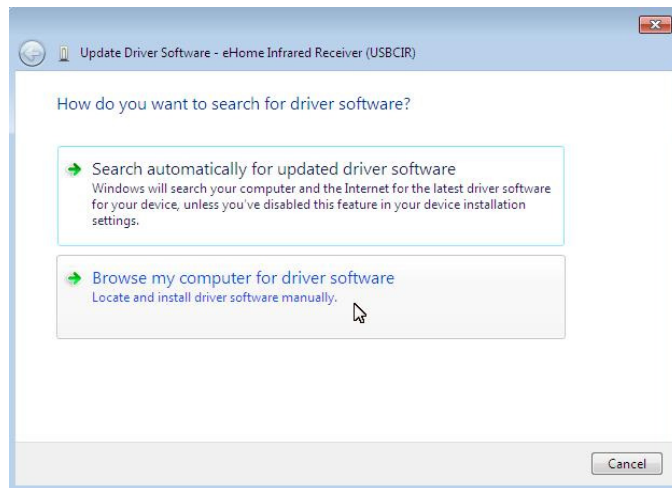 Update Driver Software - eHome Infrared Receiver (USBCIR)
How do you want to search for driver software?
Search automatically for updated driver software
Windows will search your computer and the Internet for the latest driver software
for your device, unless you've disabled this feature in your device installation
settings.
Browse my computer for driver software
Locate and install driver software manually.
Cancel